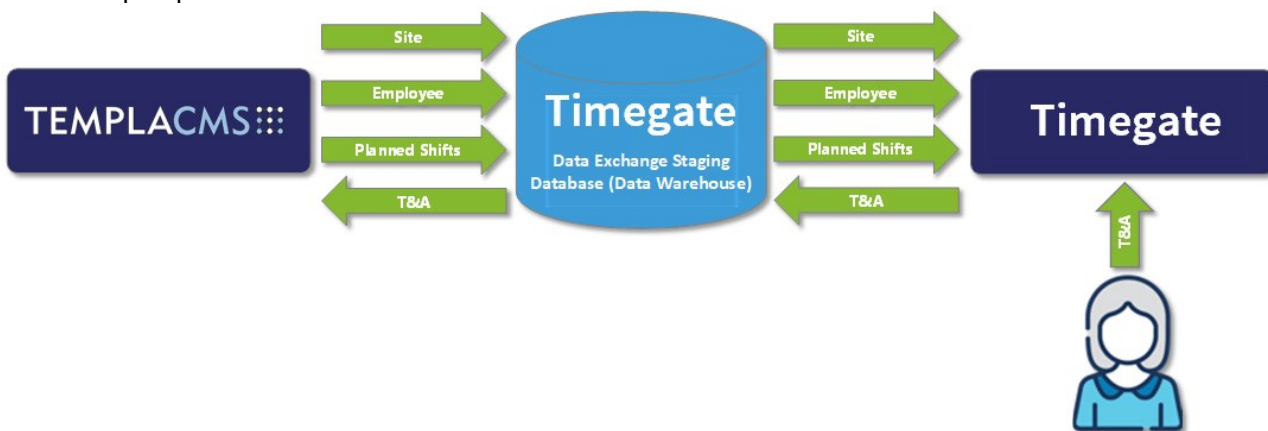 Site
Employee
Planned Shifts
T&A
TEMPLACMS
Timegate
Data Exchange Staging
Database (Data Warehouse)
Site
Employee
Planned Shifts
T&A
Timegate
T&A